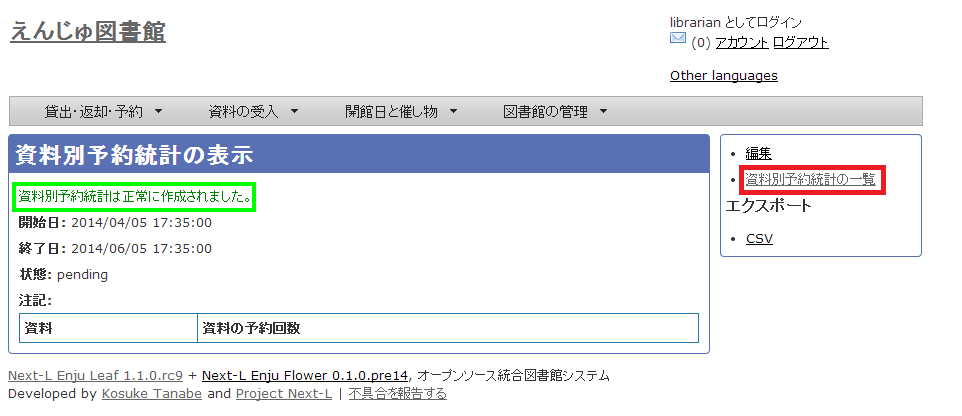 えんじゅ図書館
librarian としてログイン
(0) アカウント ログアウト
Other languages
貸出・返却・予約 資料の受入 開館日と催し物 図書館の管理
資料別予約統計の表示
資料別予約統計は正常に作成されました。
開始日: 2014/04/05 17:35:00
終了日: 2014/06/05 17:35:00
状態: pending
注記:
資料 資料の予約回数
編集
資料別予約統計の一覧
エクスポート
CSV
Next-L Enju Leaf 1.1.0.rc9 + Next-L Enju Flower 0.1.0.pre14, オープンソース統合図書館システム
Developed by Kosuke Tanabe and Project Next-L | 不具合を報告する